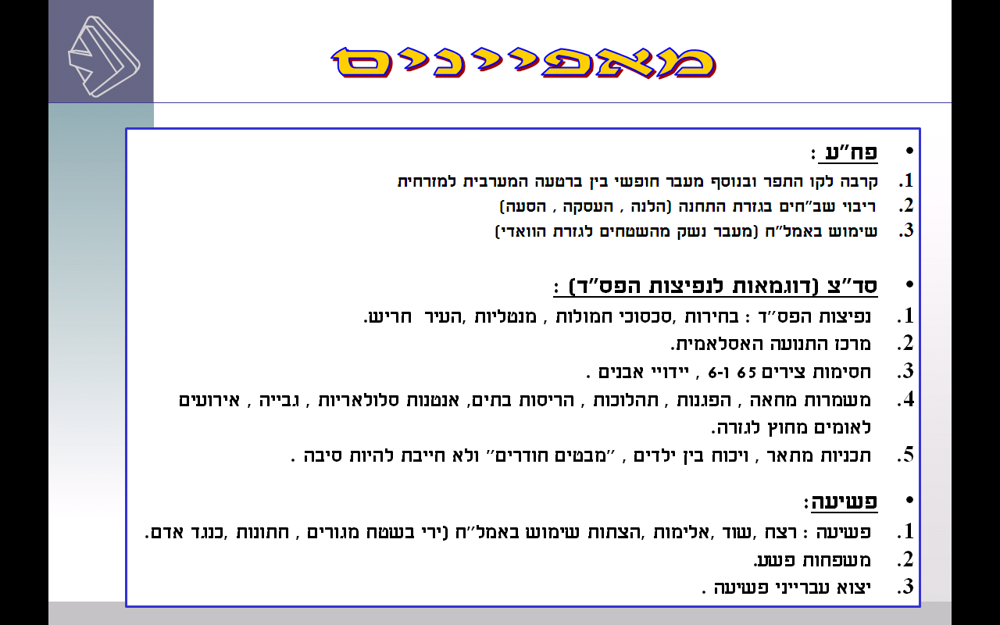 מאפיינים
• פח"ע :
1. קרבה לקו התפר ובנוסף מעבר חופשי בין ברטעה המערבית למזרחית
2. ריבוי שב"חים בגזרת התחנה (הלנה , העסקה , הסעה)
3. שימוש באמל"ח (מעבר נשק מהשטחים לגזרת הוואדי)
• סד"צ (דוגמאות לנפיצות הפס"ד) :
1. נפיצות הפס"ד : בחירות ,סכסוכי חמולות , מנטליות ,העיר חריש.
2. מרכז התנועה האסלאמית.
3. חסימות צירים 65 ו-6 , יידויי אבנים .
4. משמרות מחאה , הפגנות , תהלוכות , הריסות בתים, אנטנות סלולאריות , גבייה , אירועים
לאומים מחוץ לגזרה.
5. תכניות מתאר , ויכוח בין ילדים , "מבטים חודרים" ולא חייבת להיות סיבה .
• פשיעה:
1. פשיעה : רצח ,שוד ,אלימות ,הצתות שימוש באמל"ח (ירי בשטח מגורים , חתונות ,כנגד אדם.
2. משפחות פשע.
3. יצוא עברייני פשיעה .